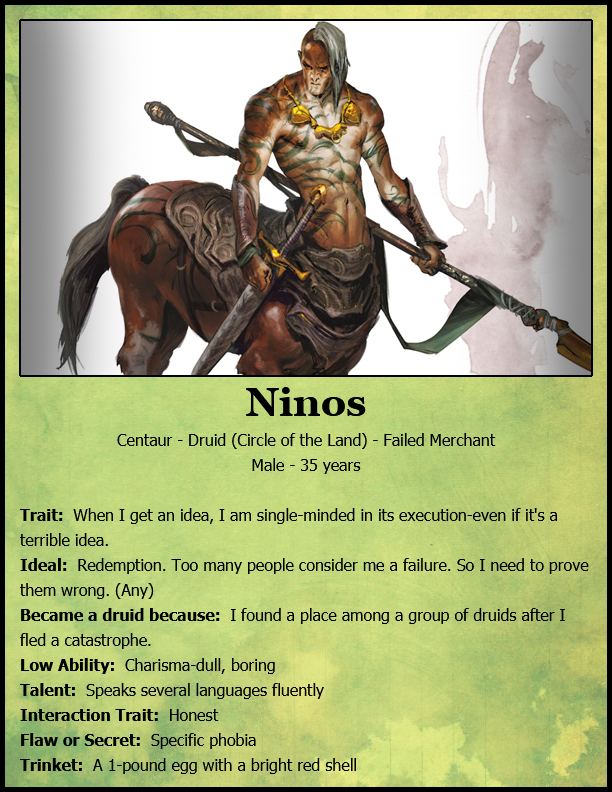 Ninos
Centaur - Druid (Circle of the Land) - Failed Merchant
Male - 35 years
Trait: When I get an idea, I am single-minded in its execution-even if it's a
terrible idea.
Ideal: Redemption. Too many people consider me a failure. So I need to prove
them wrong. (Any)
Became a druid because: I found a place among a group of druids after I
fled a catastrophe.
Low Ability: Charisma-dull, boring
Talent: Speaks several languages fluently
Interaction Trait: Honest
Flaw or Secret: Specific phobia
Trinket: A 1-pound egg with a bright red shell